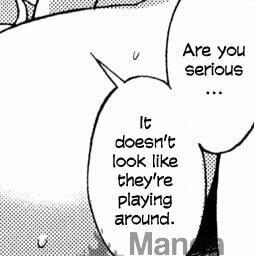 Are you
serious
...
It
doesn't
look like
they're
playing
around.
Manga